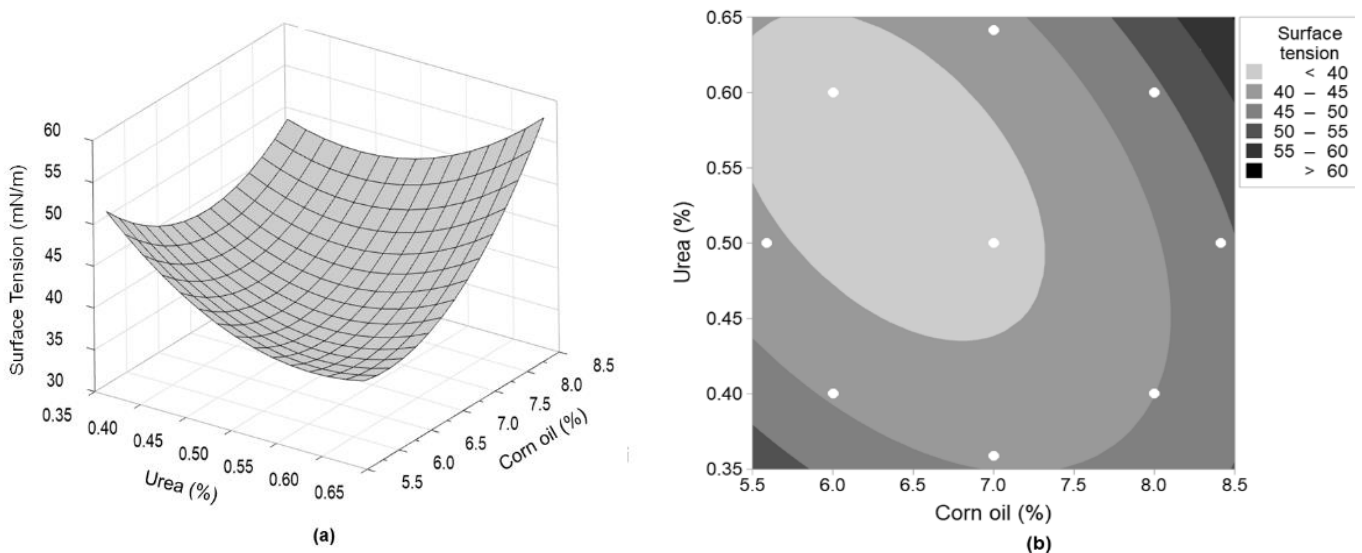 60
55
50
45
40
35
30
Surface Tension (mN/m)
0.35
0.40
0.45
0.50
0.55
0.60
0.65
Urea (%)
5.5
6.0
6.5
7.0
7.5
8.0
8.5
Corn oil (%)
(a)
0.65
0.60
0.55
0.50
0.45
0.40
0.35
Urea (%)
5.5 6.0 6.5 7.0 7.5 8.0 8.5
Corn oil (%)
(b)
Surface
tension
< 40
40 – 45
45 – 50
50 – 55
55 – 60
> 60